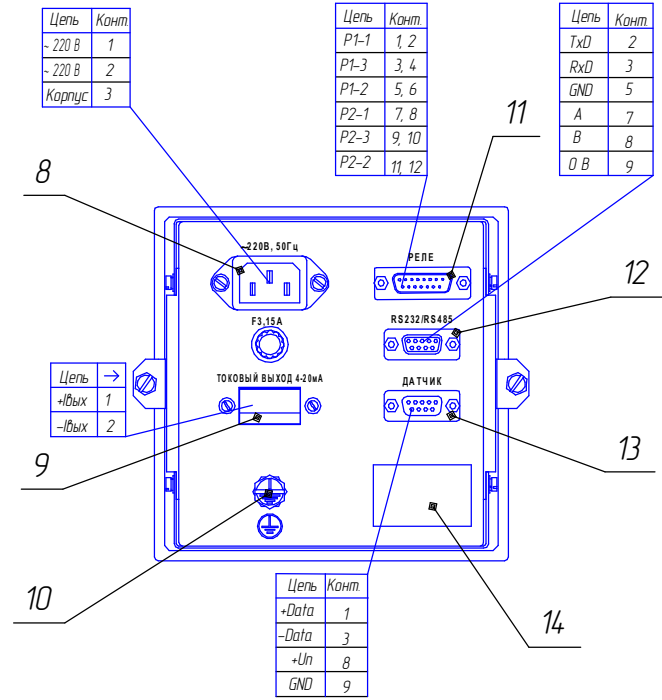 Цепь Конт.
~ 220 В 1
~ 220 В 2
Корпус 3
Цепь Конт.
Р1-1 1, 2
Р1-3 3, 4
Р1-2 5, 6
Р2-1 7, 8
Р2-3 9, 10
Р2-2 11, 12
Цепь Конт.
TxD 2
RxD 3
GND 5
A 7
B 8
0 В 9
11
8
~220В, 50Гц
РЕЛЕ
12
F3,15А
RS232/RS485
Цепь →
+Iвых 1
-Iвых 2
ТОКОВЫЙ ВЫХОД 4-20мА
ДАТЧИК
9
13
10
14
Цепь Конт.
+Data 1
-Data 3
+Uп 8
GND 9